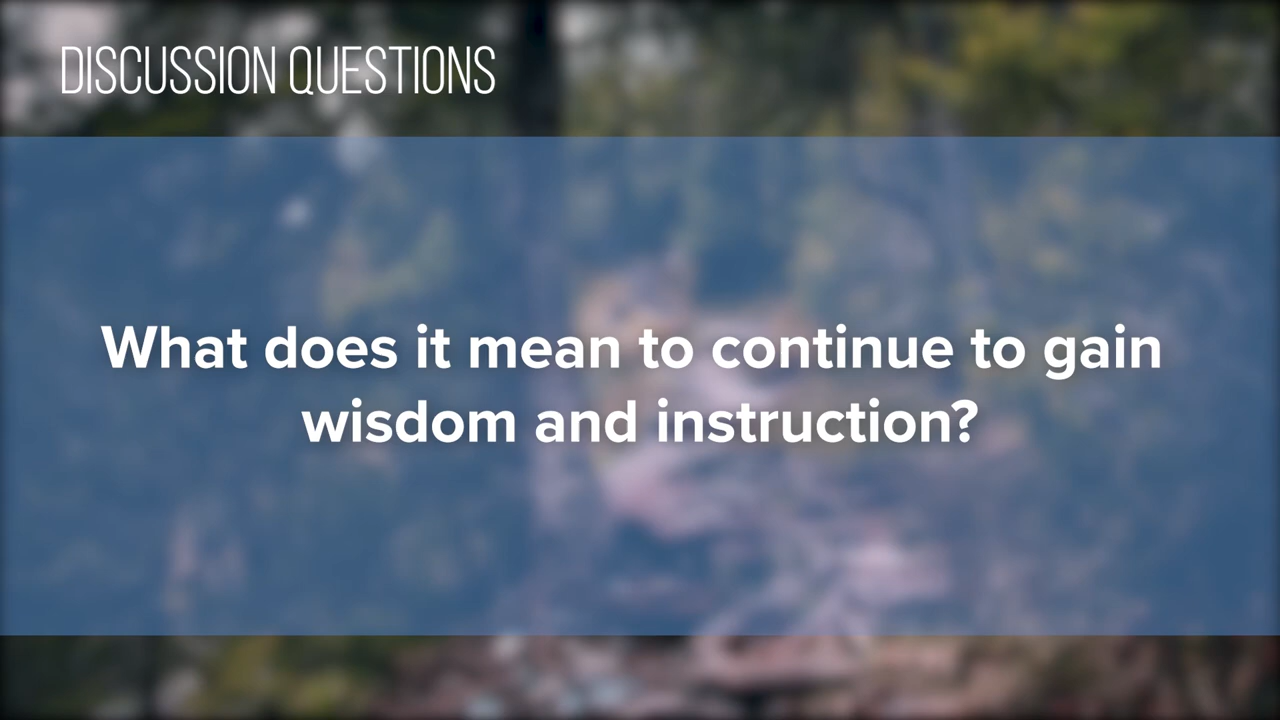 DISCUSSION QUESTIONS
What does it mean to continue to gain
wisdom and instruction?